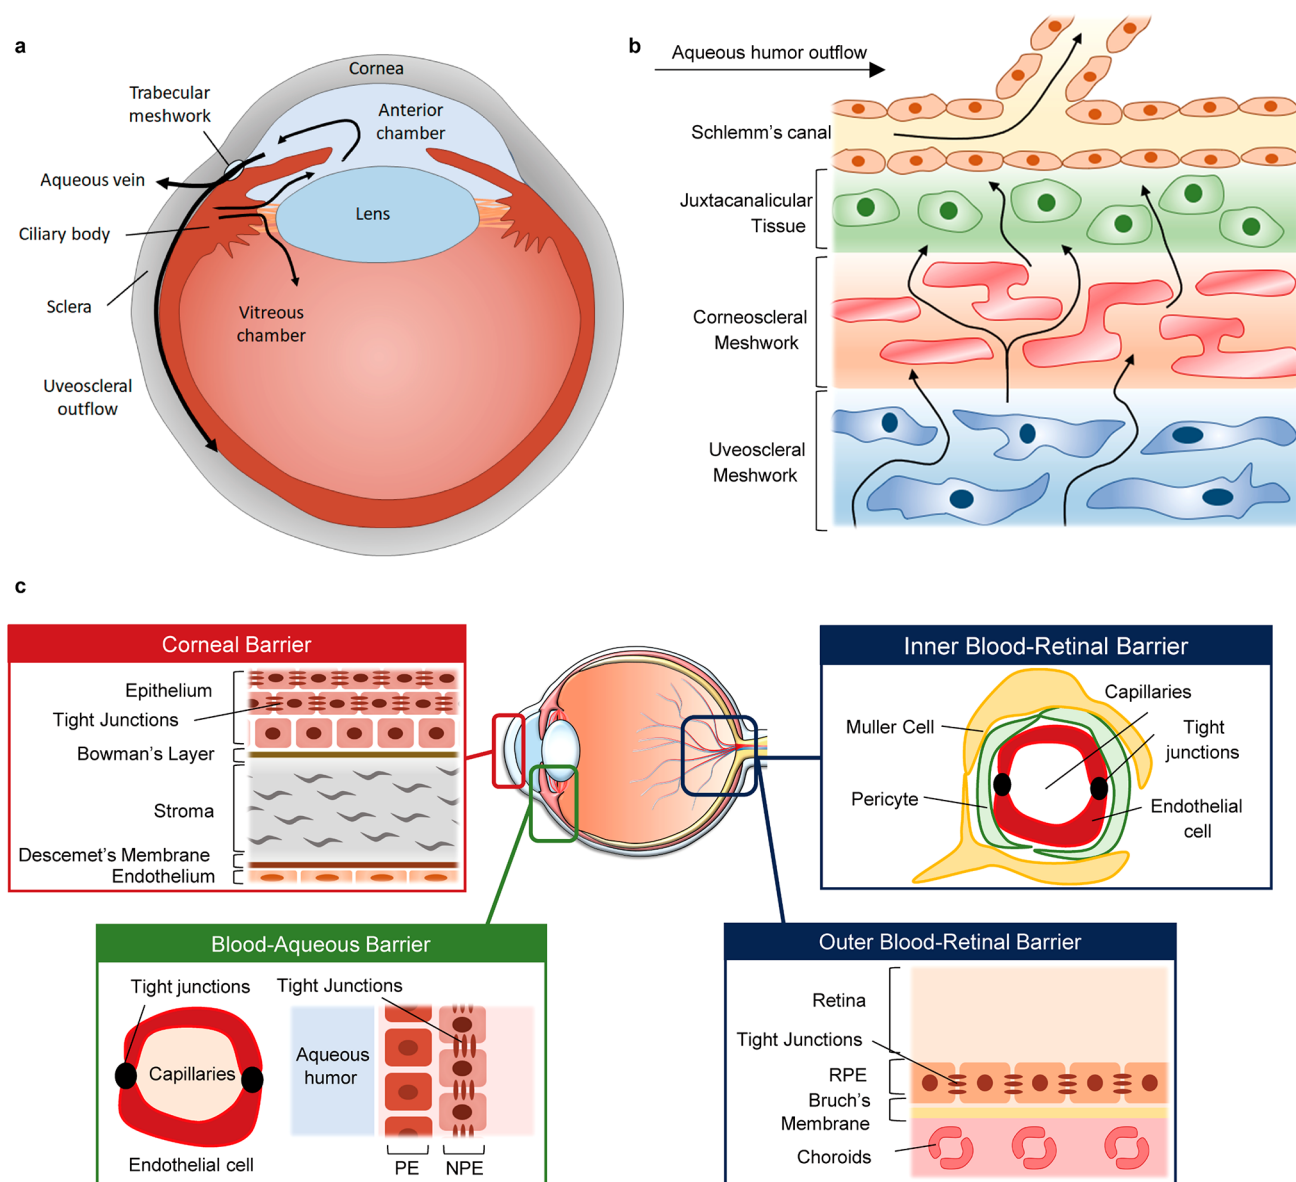 a
Cornea
Trabecular
meshwork
Anterior
chamber
Aqueous vein
Lens
Ciliary body
Sclera
Vitreous
chamber
Uveoscleral
outflow
b
Aqueous humor outflow
Schlemm's canal
Juxtacanalicular
Tissue
Corneoscleral
Meshwork
Uveoscleral
Meshwork
c
Corneal Barrier
Epithelium
Tight Junctions
Bowman's Layer
Stroma
Descemet's Membrane
Endothelium
Inner Blood-Retinal Barrier
Capillaries
Muller Cell
Tight
junctions
Pericyte
Endothelial
cell
Blood-Aqueous Barrier
Tight junctions
Tight Junctions
Capillaries
Aqueous
humor
Endothelial cell
PE
NPE
Outer Blood-Retinal Barrier
Retina
Tight Junctions
RPE
Bruch's
Membrane
Choroids